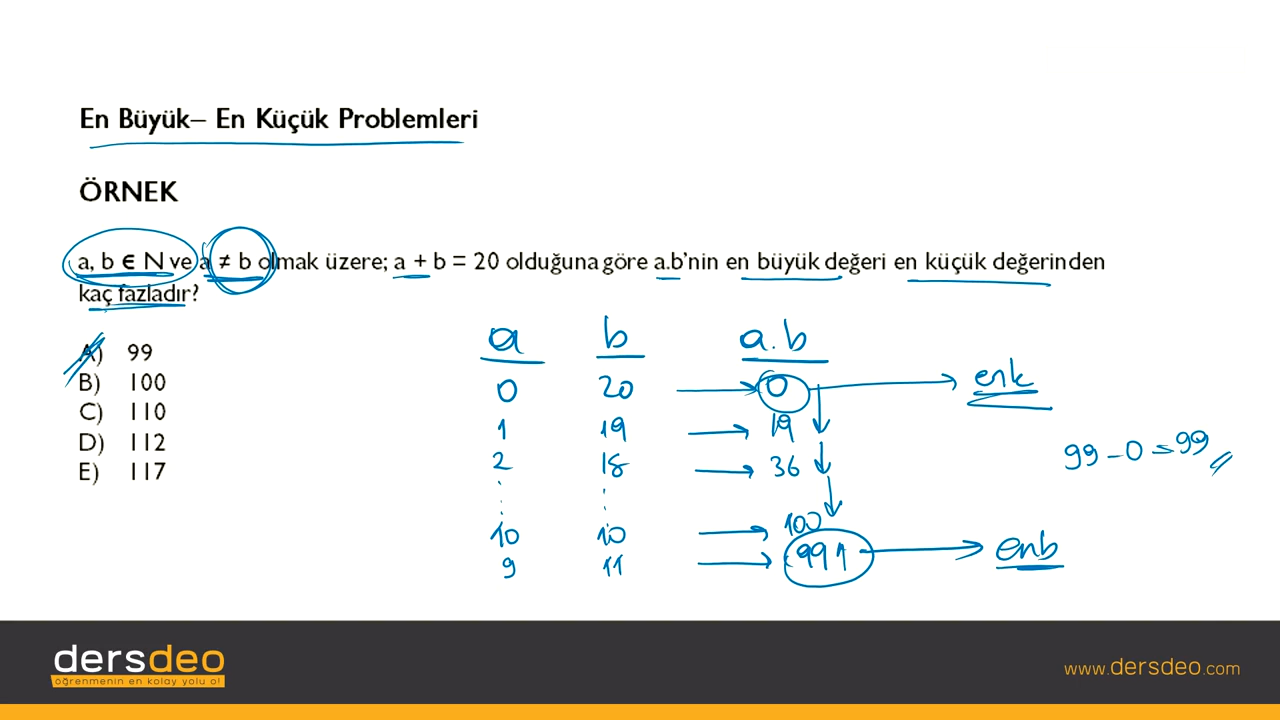 En Büyük– En Küçük Problemleri
ÖRNEK
a, b ∈ N ve a ≠ b olmak üzere; a + b = 20 olduğuna göre a.b'nin en büyük değeri en küçük değerinden
kaç fazladır?
A) 99
B) 100
C) 110
D) 112
E) 117
a b a.b
0 20 → 0 → enk
1 19 → 19
2 18 → 36
99 - 0 = 99
⋮ ⋮
10 10 → 100
9 11 → 99 ↑ → enb
dersdeo
öğrenmenin en kolay yolu o!
www.dersdeo.com